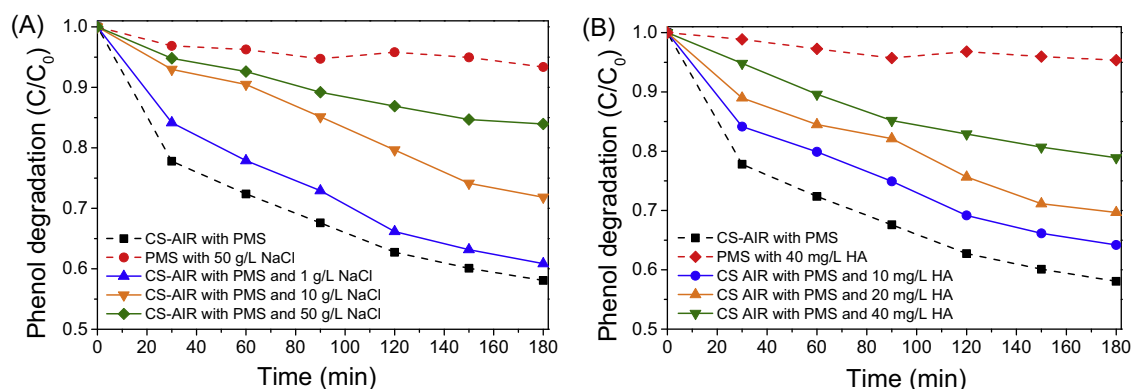 (A)
Phenol degradation (C/C₀)
1.0
0.9
0.8
0.7
0.6
0.5
CS-AIR with PMS
PMS with 50 g/L NaCl
CS-AIR with PMS and 1 g/L NaCl
CS-AIR with PMS and 10 g/L NaCl
CS-AIR with PMS and 50 g/L NaCl
0 20 40 60 80 100 120 140 160 180
Time (min)
(B)
Phenol degradation (C/C₀)
1.0
0.9
0.8
0.7
0.6
0.5
CS-AIR with PMS
PMS with 40 mg/L HA
CS AIR with PMS and 10 mg/L HA
CS AIR with PMS and 20 mg/L HA
CS AIR with PMS and 40 mg/L HA
0 20 40 60 80 100 120 140 160 180
Time (min)